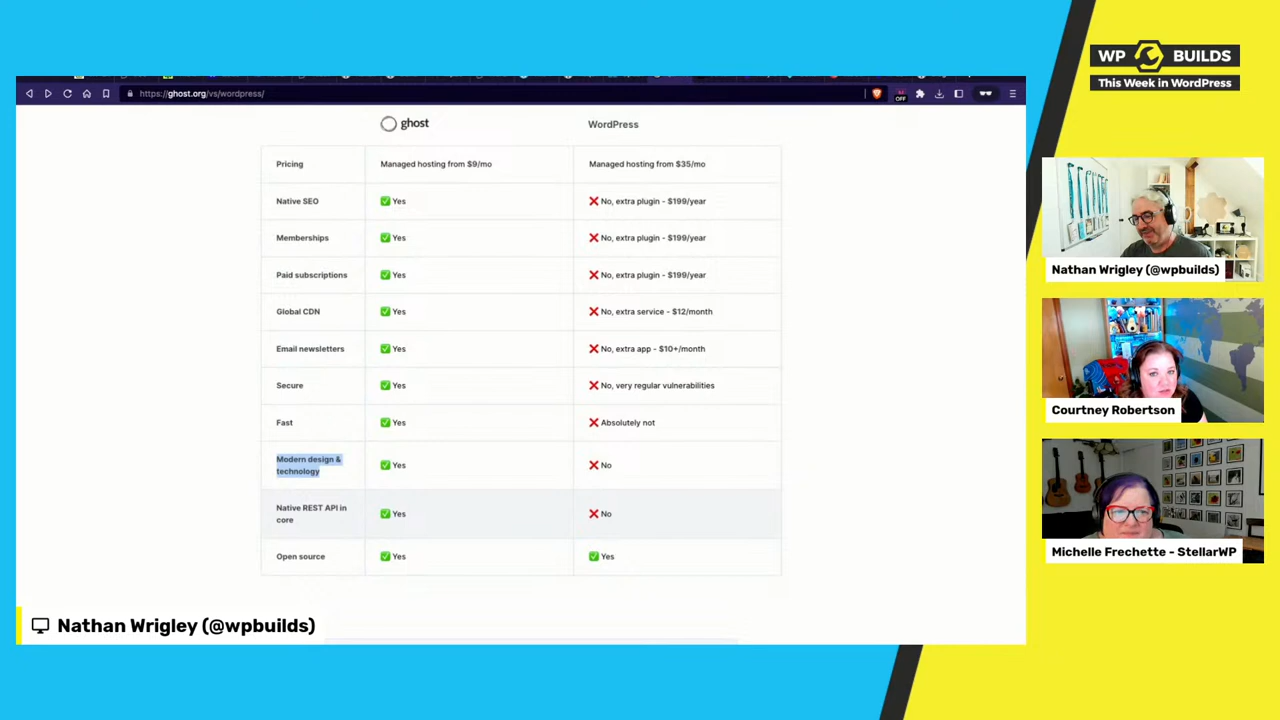 WP BUILDS
This Week in WordPress
https://ghost.org/vs/wordpress/
OFF
ghost WordPress
Pricing Managed hosting from $9/mo Managed hosting from $35/mo
Native SEO Yes No, extra plugin - $199/year
Memberships Yes No, extra plugin - $199/year
Paid subscriptions Yes No, extra plugin - $199/year
Global CDN Yes No, extra service - $12/month
Email newsletters Yes No, extra app - $10+/month
Secure Yes No, very regular vulnerabilities
Fast Yes Absolutely not
Modern design &
technology Yes No
Native REST API in
core Yes No
Open source Yes Yes
Nathan Wrigley (@wpbuilds)
Nathan Wrigley (@wpbuilds)
Courtney Robertson
Michelle Frechette - StellarWP